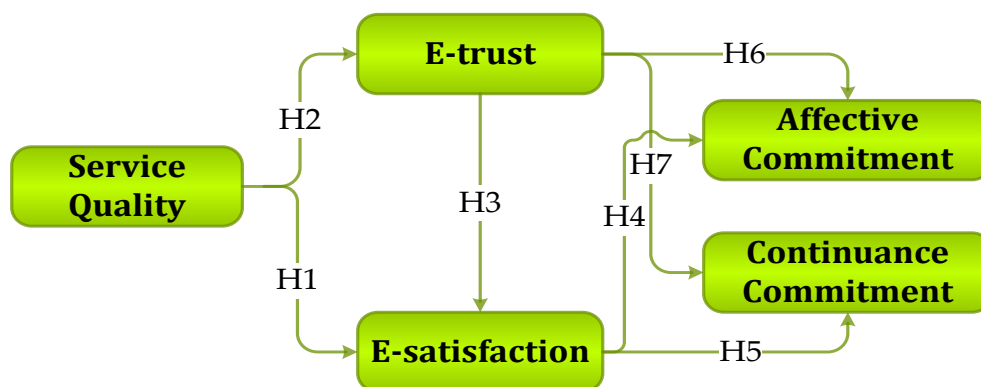 E-trust
H6
H2
Affective
Commitment
Service
Quality
H7
H3
H4
Continuance
Commitment
H1
E-satisfaction
H5